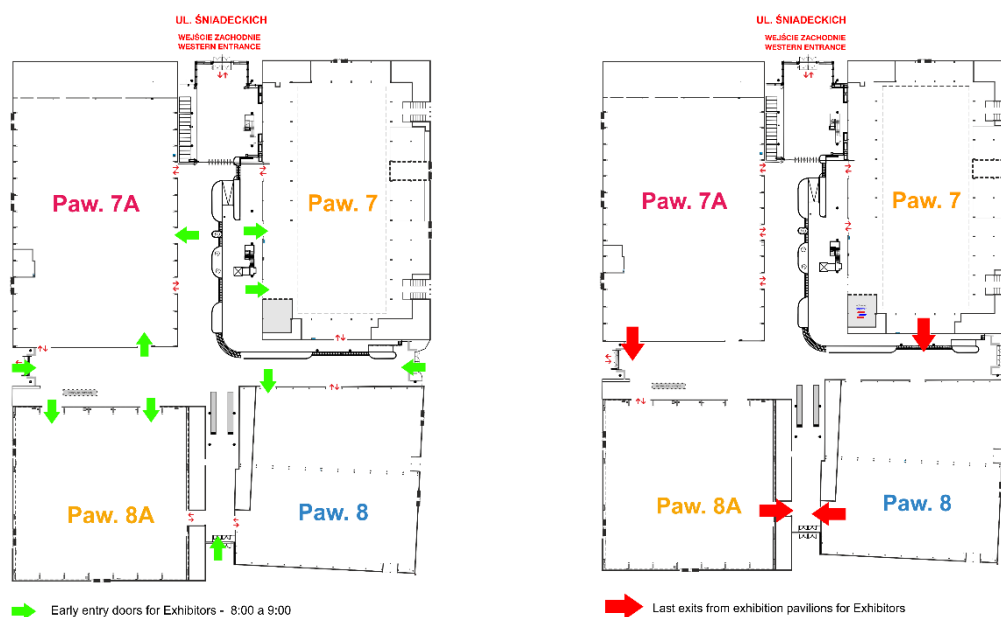 UL. ŚNIADECKICH
WEJŚCIE ZACHODNIE
WESTERN ENTRANCE
Paw. 7A
Paw. 7
Paw. 8A
Paw. 8
Early entry doors for Exhibitors - 8:00 a 9:00
UL. ŚNIADECKICH
WEJŚCIE ZACHODNIE
WESTERN ENTRANCE
Paw. 7A
Paw. 7
Paw. 8A
Paw. 8
Last exits from exhibition pavilions for Exhibitors